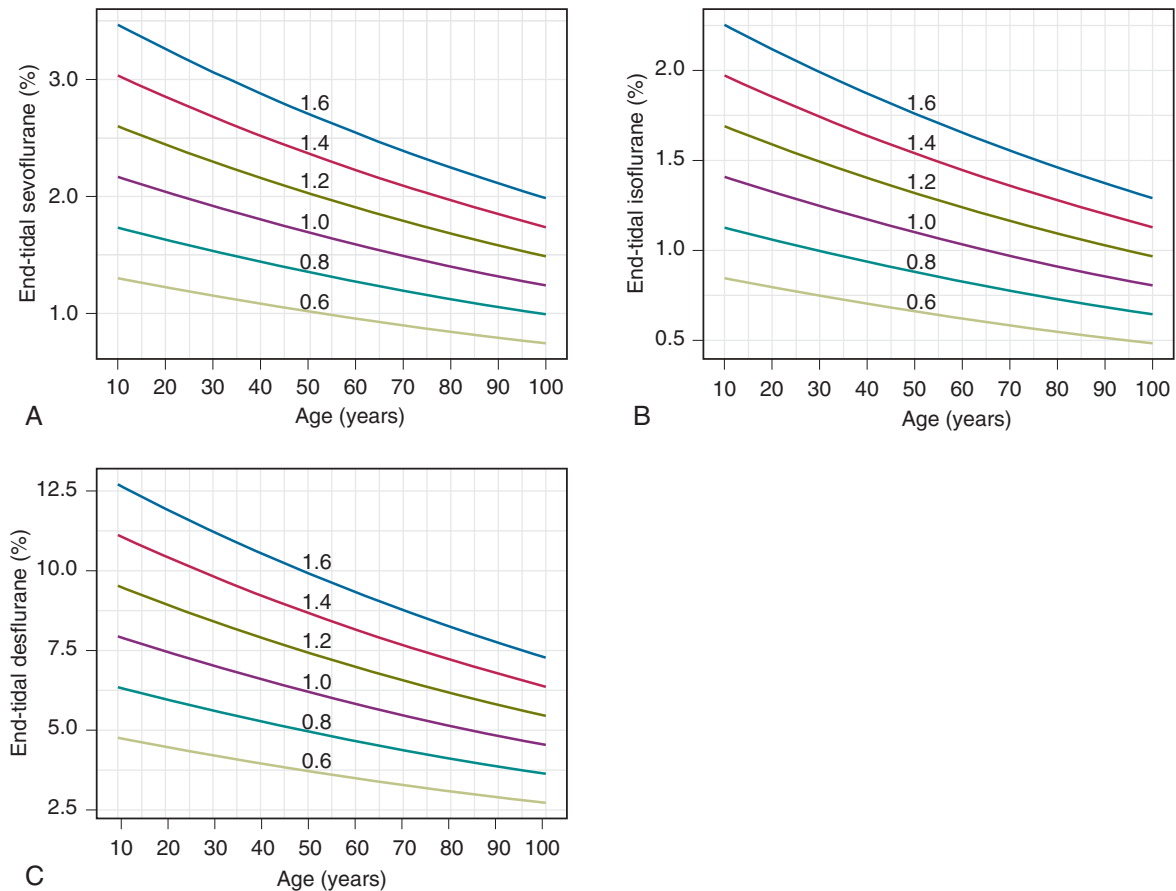 End-tidal sevoflurane (%)
3.0
2.0
1.0
1.6
1.4
1.2
1.0
0.8
0.6
10 20 30 40 50 60 70 80 90 100
Age (years)
A
End-tidal isoflurane (%)
2.0
1.5
1.0
0.5
1.6
1.4
1.2
1.0
0.8
0.6
10 20 30 40 50 60 70 80 90 100
Age (years)
B
End-tidal desflurane (%)
12.5
10.0
7.5
5.0
2.5
1.6
1.4
1.2
1.0
0.8
0.6
10 20 30 40 50 60 70 80 90 100
Age (years)
C